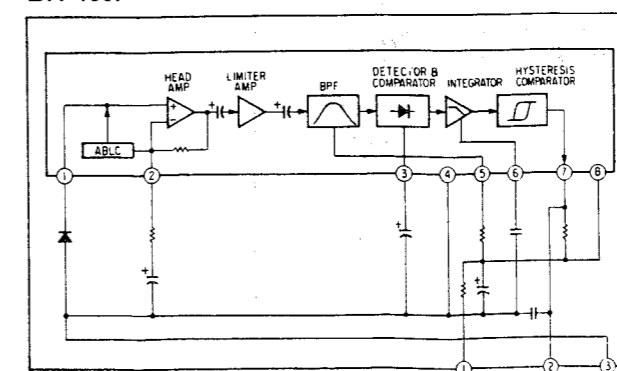 HEAD
AMP
LIMITER
AMP
BPF
DETECTOR &
COMPARATOR
INTEGRATOR
HYSTERESIS
COMPARATOR
+
−
+
+
ABLC
1
2
3
4
5
6
7
8
+
+
+
1
2
3